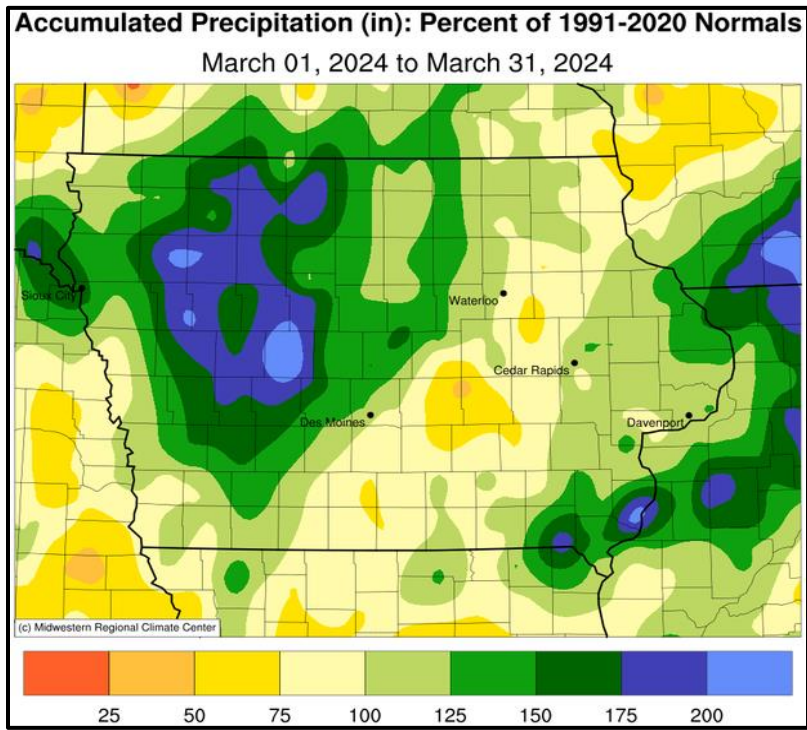 Accumulated Precipitation (in): Percent of 1991-2020 Normals
March 01, 2024 to March 31, 2024
Sioux City
Waterloo
Cedar Rapids
Des Moines
Davenport
(c) Midwestern Regional Climate Center
25 50 75 100 125 150 175 200